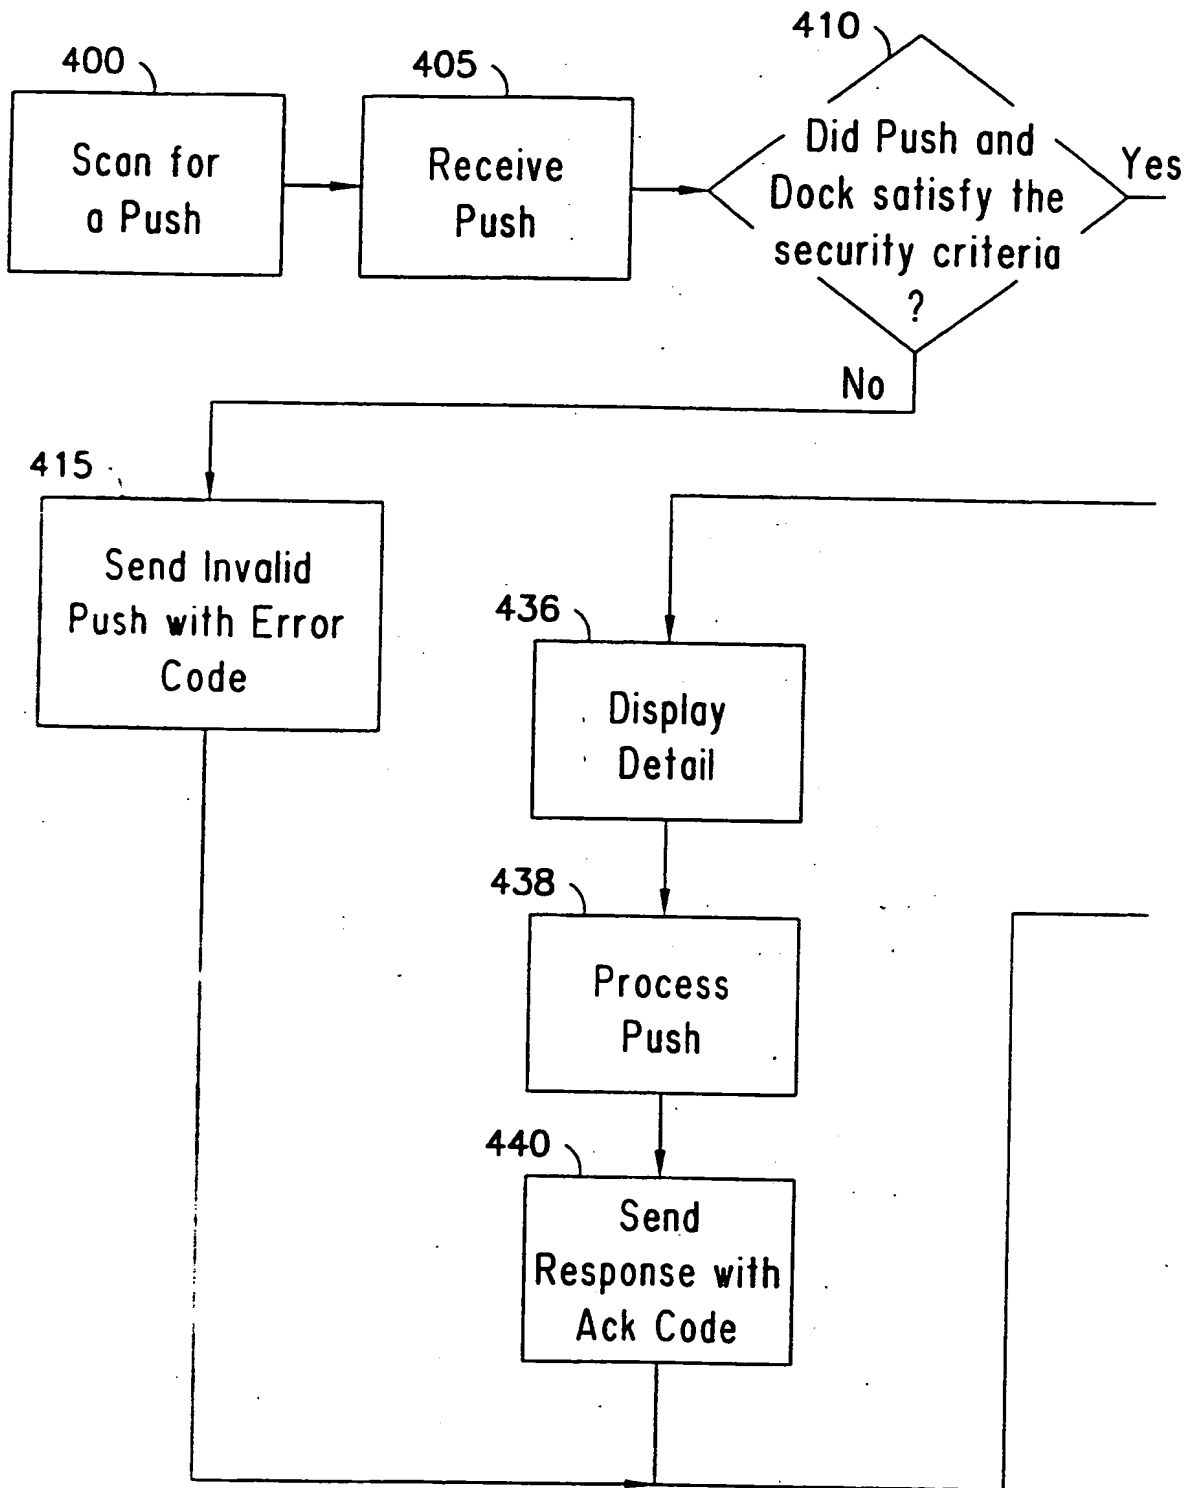 400
Scan for
a Push
405
Receive
Push
410
Did Push and
Dock satisfy the
security criteria
?
Yes
No
415
Send Invalid
Push with Error
Code
436
Display
Detail
438
Process
Push
440
Send
Response with
Ack Code